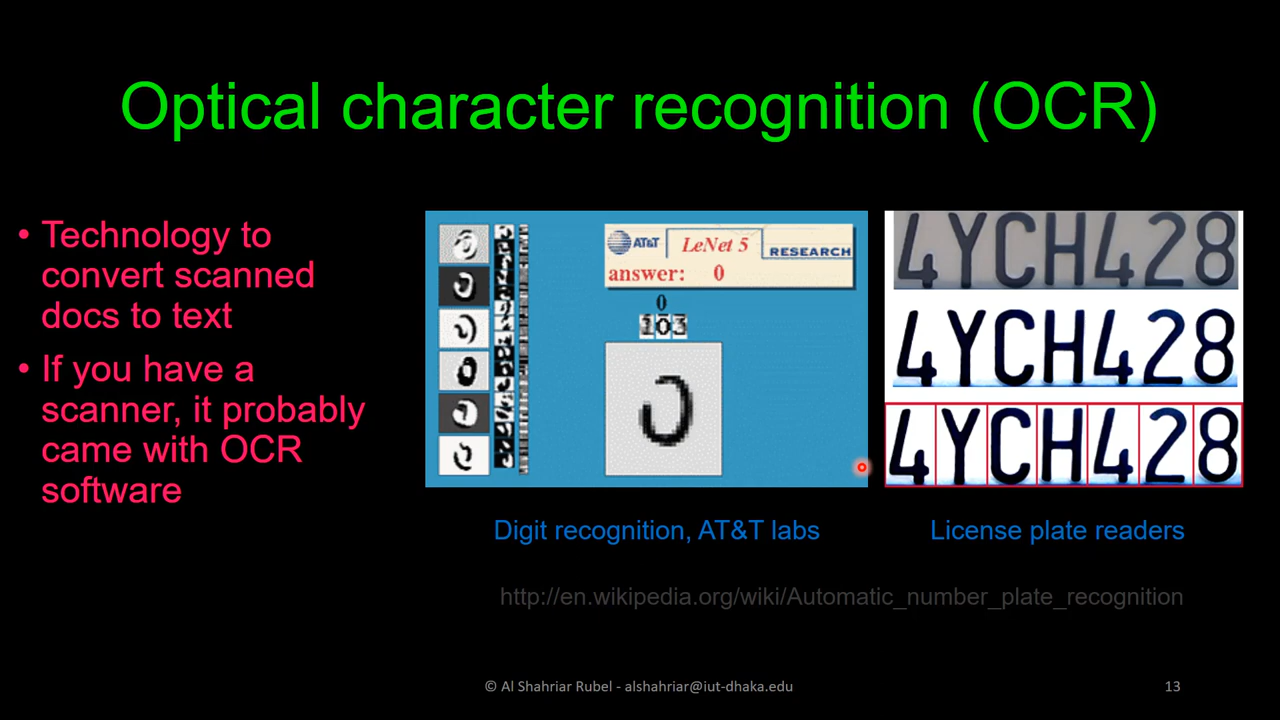 Optical character recognition (OCR)
• Technology to
convert scanned
docs to text
• If you have a
scanner, it probably
came with OCR
software
AT&T LeNet 5 RESEARCH
answer: 0
0
103
4YCH428
4YCH428
4YCH428
Digit recognition, AT&T labs
License plate readers
http://en.wikipedia.org/wiki/Automatic_number_plate_recognition
© Al Shahriar Rubel - alshahriar@iut-dhaka.edu
13